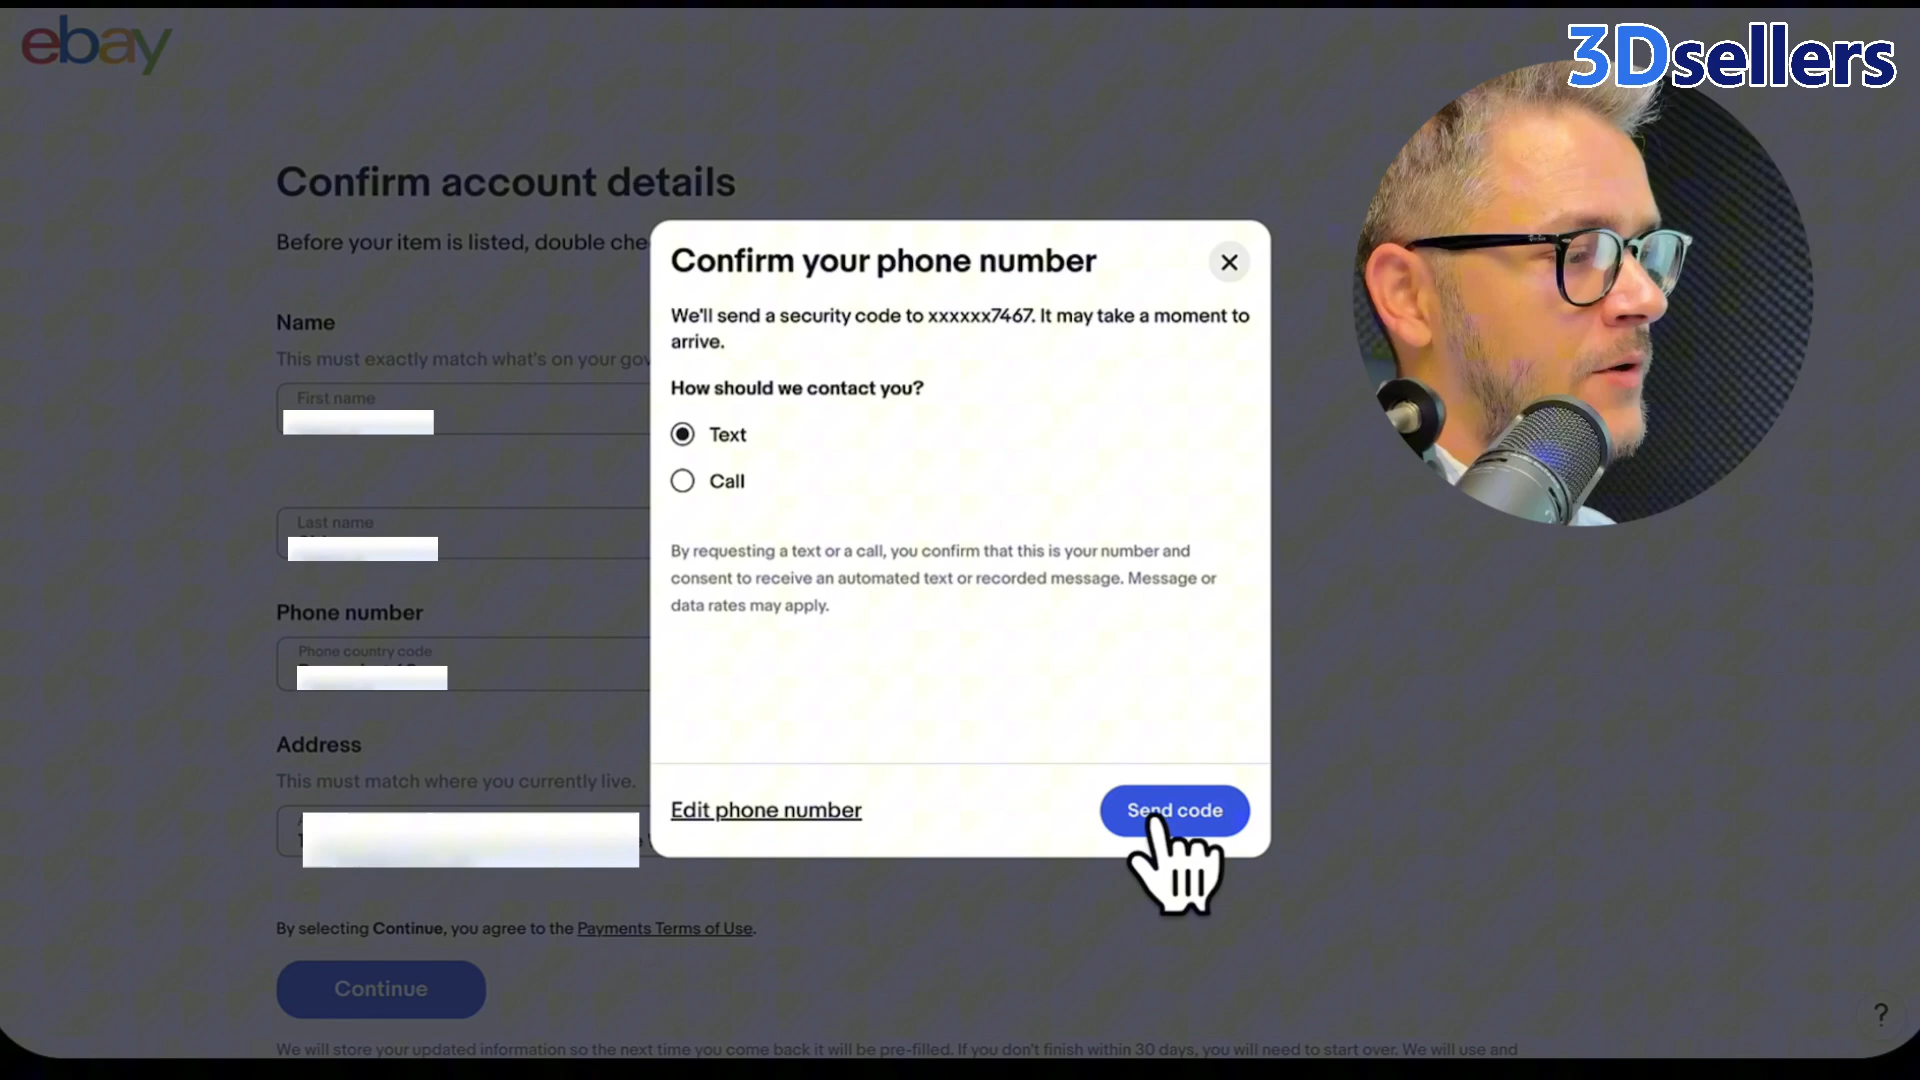 ebay
3Dsellers
Confirm account details
Before your item is listed, double che
Name
This must exactly match what's on your gov
First name
Last name
Phone number
Phone country code
Address
This must match where you currently live.
By selecting Continue, you agree to the Payments Terms of Use.
Continue
We will store your updated information so the next time you come back it will be pre-filled. If you don't finish within 30 days, you will need to start over. We will use and
?
Confirm your phone number
We'll send a security code to xxxxxx7467. It may take a moment to
arrive.
How should we contact you?
Text
Call
By requesting a text or a call, you confirm that this is your number and
consent to receive an automated text or recorded message. Message or
data rates may apply.
Edit phone number
Send code